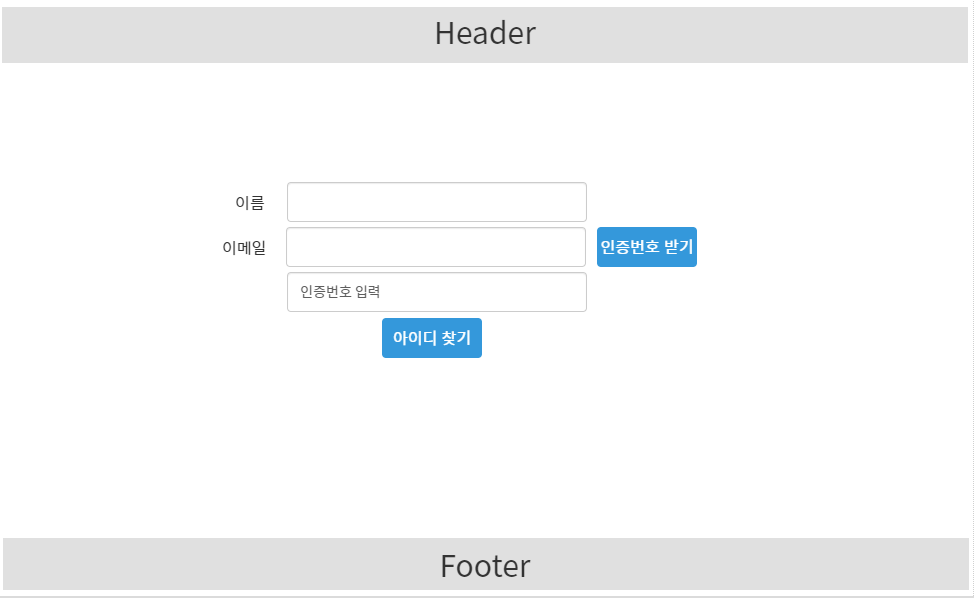 Header
이름
이메일
인증번호 받기
인증번호 입력
아이디 찾기
Footer